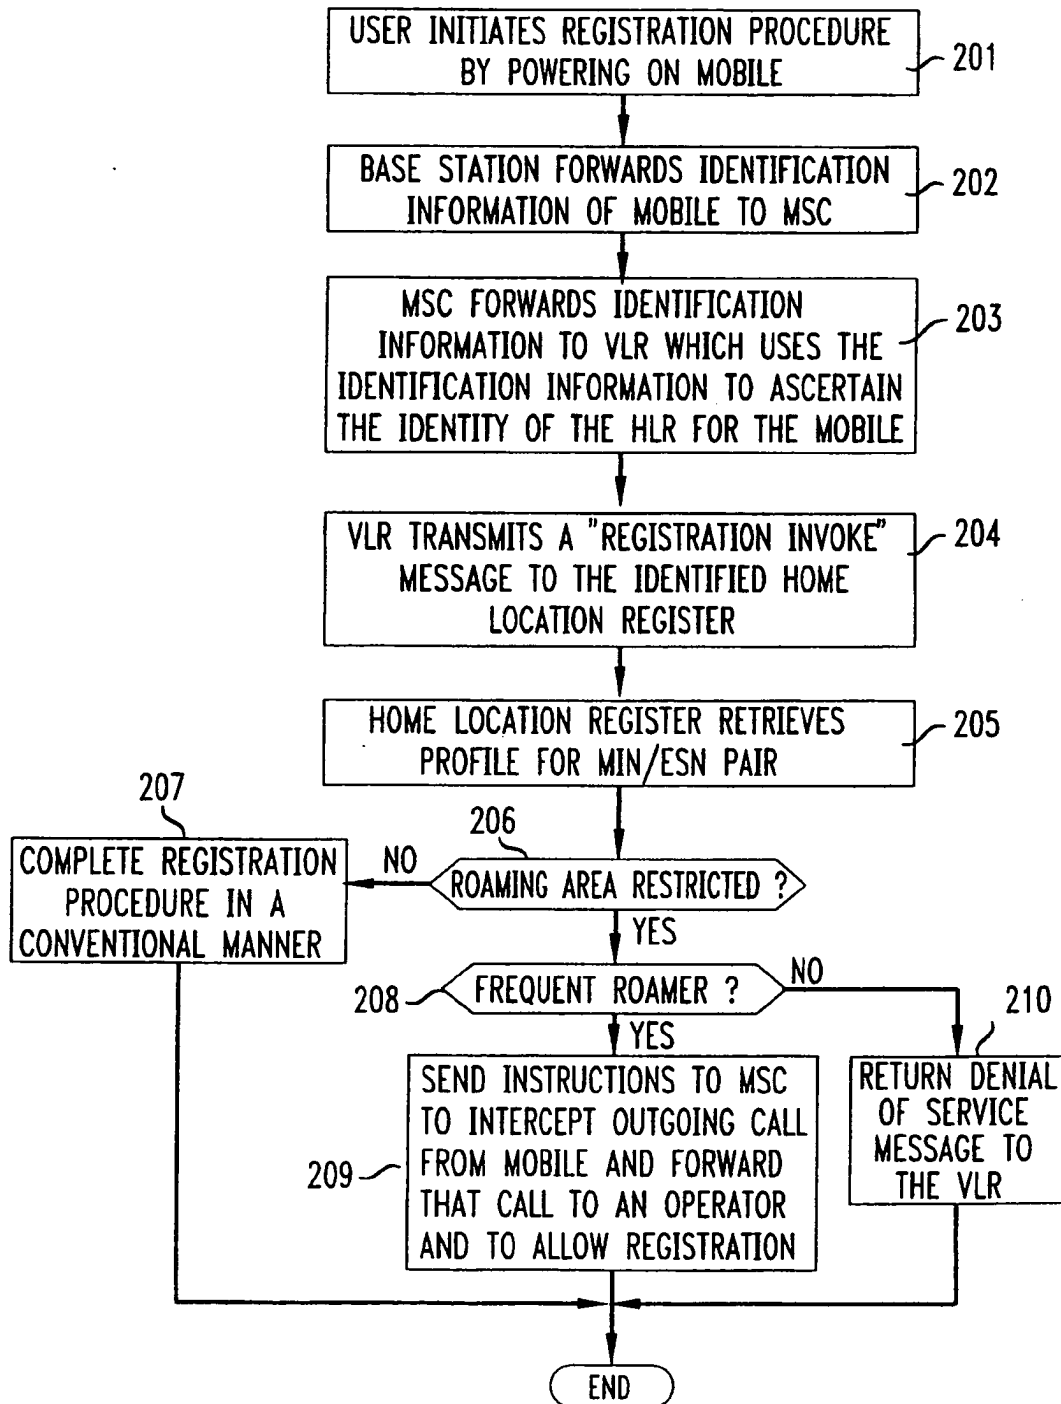 USER INITIATES REGISTRATION PROCEDURE
BY POWERING ON MOBILE
201
BASE STATION FORWARDS IDENTIFICATION
INFORMATION OF MOBILE TO MSC
202
MSC FORWARDS IDENTIFICATION
INFORMATION TO VLR WHICH USES THE
IDENTIFICATION INFORMATION TO ASCERTAIN
THE IDENTITY OF THE HLR FOR THE MOBILE
203
VLR TRANSMITS A "REGISTRATION INVOKE"
MESSAGE TO THE IDENTIFIED HOME
LOCATION REGISTER
204
HOME LOCATION REGISTER RETRIEVES
PROFILE FOR MIN/ESN PAIR
205
206
ROAMING AREA RESTRICTED ?
NO
207
COMPLETE REGISTRATION
PROCEDURE IN A
CONVENTIONAL MANNER
YES
208
FREQUENT ROAMER ?
NO
YES
209
SEND INSTRUCTIONS TO MSC
TO INTERCEPT OUTGOING CALL
FROM MOBILE AND FORWARD
THAT CALL TO AN OPERATOR
AND TO ALLOW REGISTRATION
210
RETURN DENIAL
OF SERVICE
MESSAGE TO
THE VLR
END